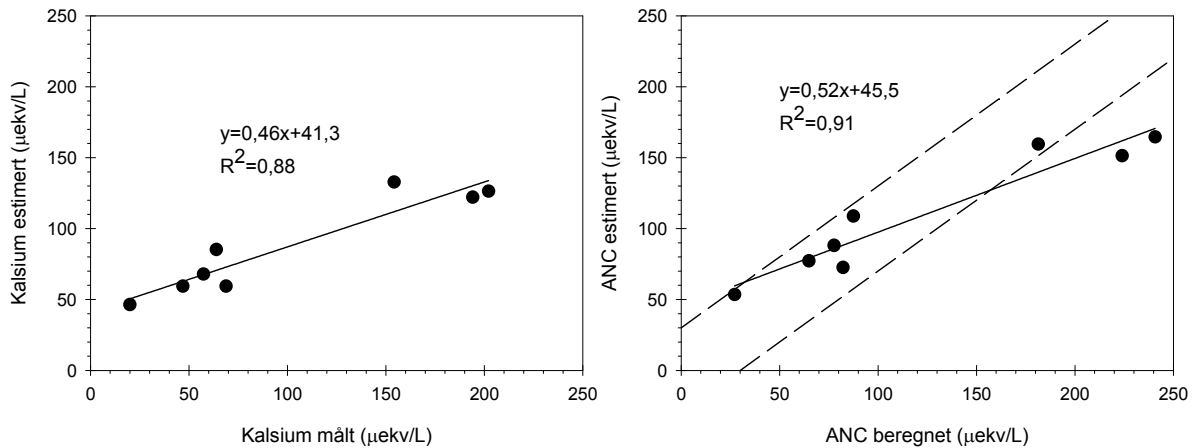 Kalsium estimert (µekv/L)
250
200
150
100
50
0
y=0,46x+41,3
R²=0,88
0 50 100 150 200 250
Kalsium målt (µekv/L)
ANC estimert (µekv/L)
250
200
150
100
50
0
y=0,52x+45,5
R²=0,91
0 50 100 150 200 250
ANC beregnet (µekv/L)